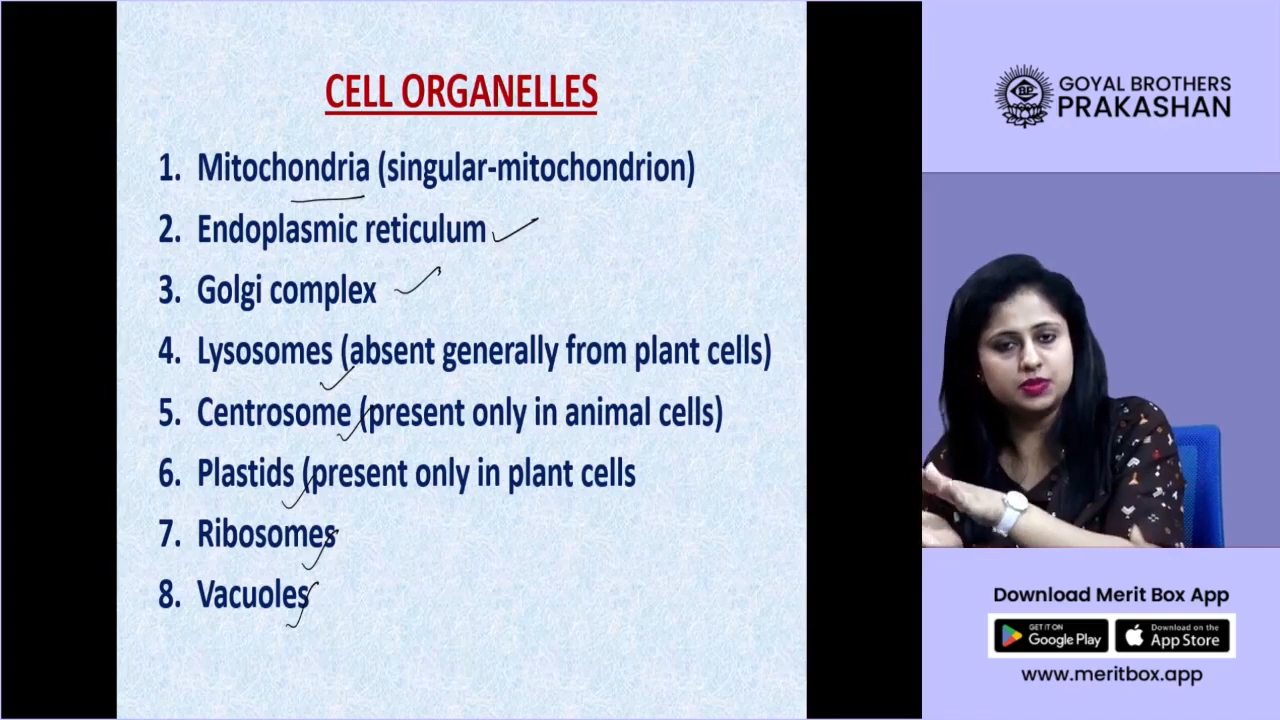 CELL ORGANELLES
1. Mitochondria (singular-mitochondrion)
2. Endoplasmic reticulum
3. Golgi complex
4. Lysosomes (absent generally from plant cells)
5. Centrosome (present only in animal cells)
6. Plastids (present only in plant cells
7. Ribosomes
8. Vacuoles
GBP
GOYAL BROTHERS
PRAKASHAN
Download Merit Box App
GET IT ON
Google Play
Download on the
App Store
www.meritbox.app